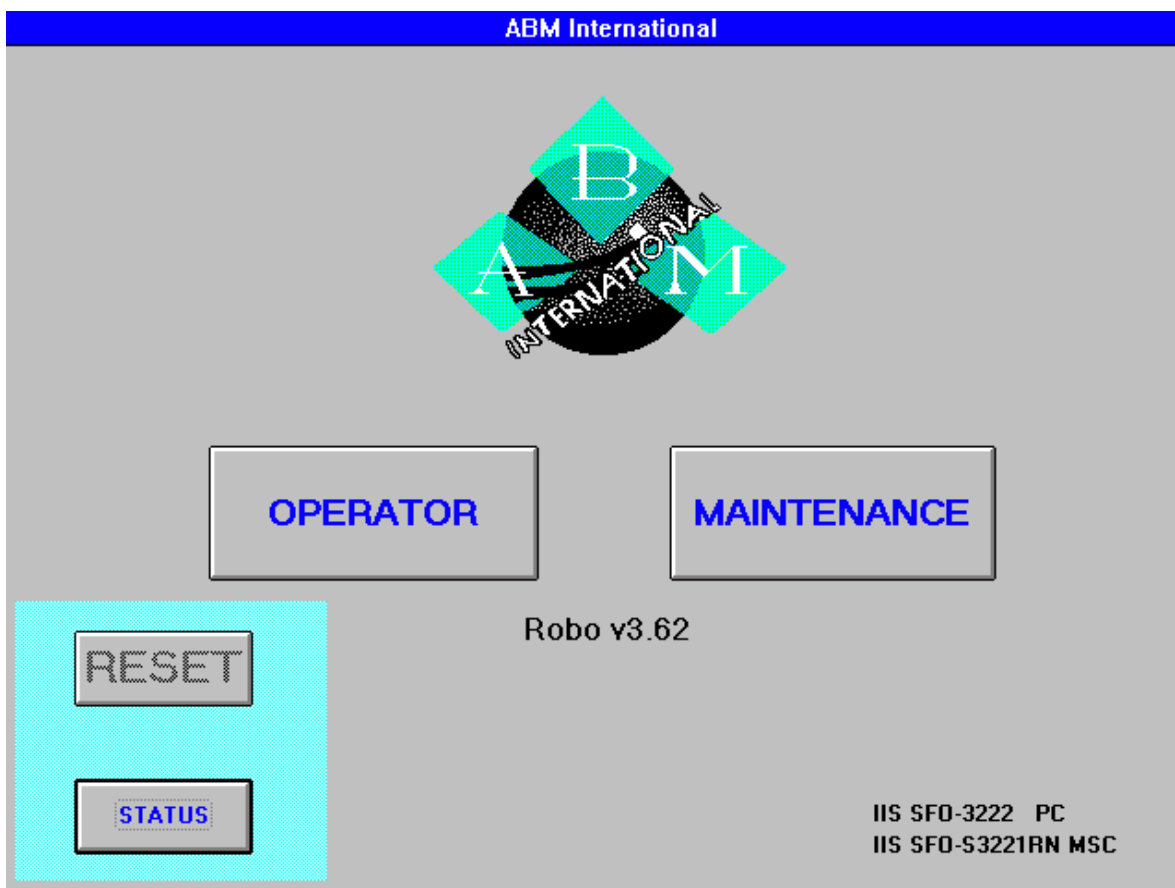 ABM International
B
A M
INTERNATIONAL
OPERATOR MAINTENANCE
Robo v3.62
RESET
STATUS
IIS SFO-3222 PC
IIS SFO-S3221RN MSC